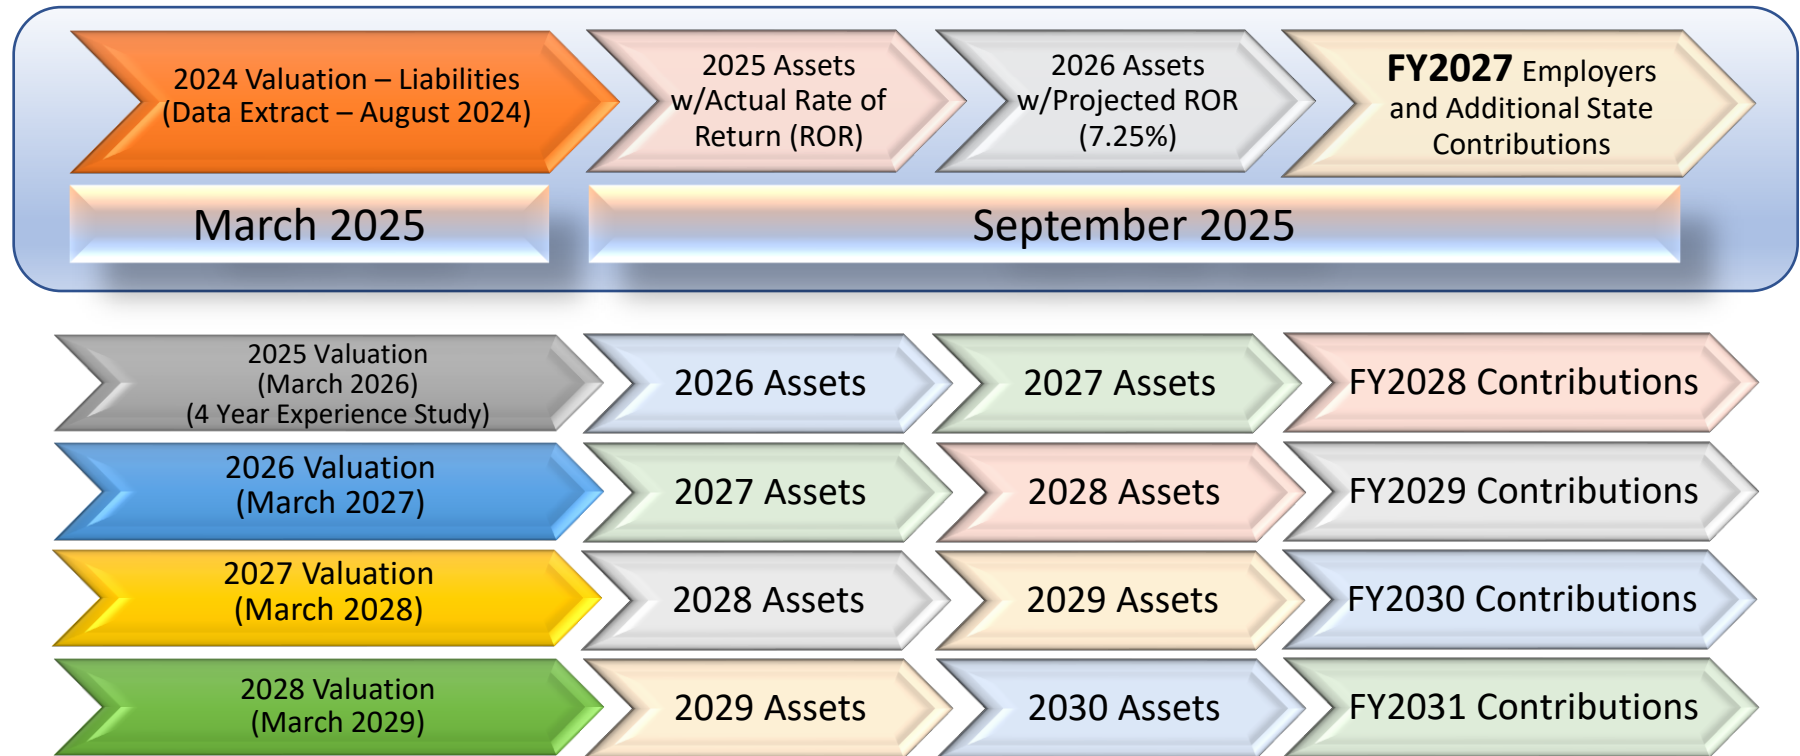 2024 Valuation – Liabilities
(Data Extract – August 2024)
2025 Assets
w/Actual Rate of
Return (ROR)
2026 Assets
w/Projected ROR
(7.25%)
FY2027 Employers
and Additional State
Contributions
March 2025
September 2025
2025 Valuation
(March 2026)
(4 Year Experience Study)
2026 Assets
2027 Assets
FY2028 Contributions
2026 Valuation
(March 2027)
2027 Assets
2028 Assets
FY2029 Contributions
2027 Valuation
(March 2028)
2028 Assets
2029 Assets
FY2030 Contributions
2028 Valuation
(March 2029)
2029 Assets
2030 Assets
FY2031 Contributions